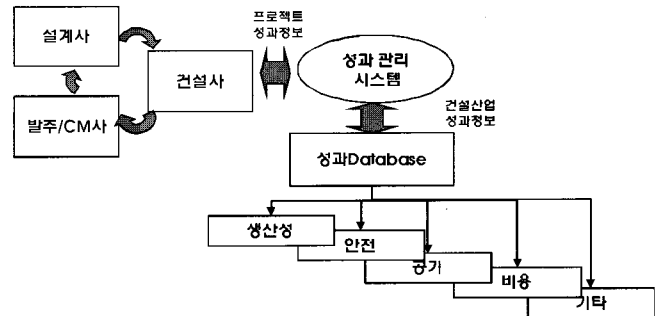 설계사
건설사
발주/CM사
프로젝트
성과정보
성과 관리
시스템
건설산업
성과정보
성과Database
생산성
안전
공기
비용
기타